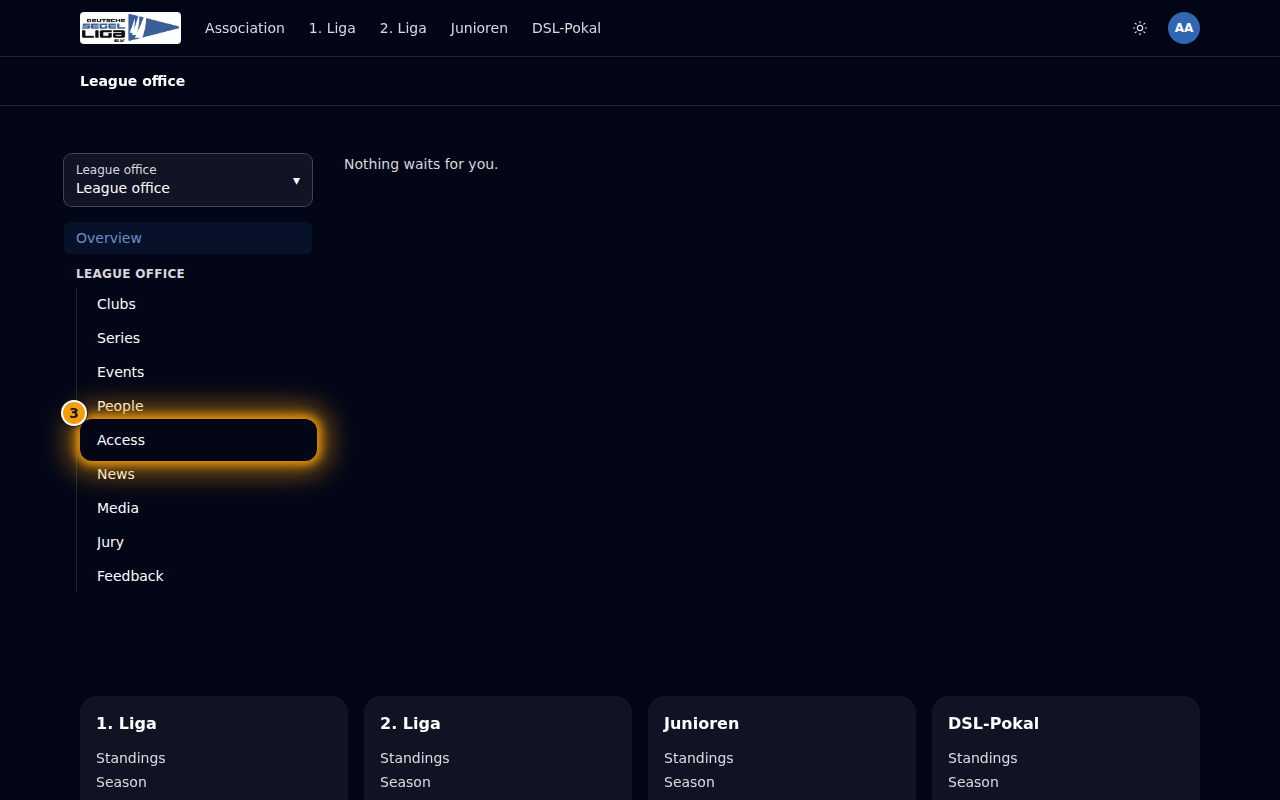 DEUTSCHE
SEGEL
LIGA
e.V.
Association
1. Liga
2. Liga
Junioren
DSL-Pokal
AA
League office
League office
League office
▼
Nothing waits for you.
Overview
LEAGUE OFFICE
Clubs
Series
Events
People
3
Access
News
Media
Jury
Feedback
1. Liga
Standings
Season
2. Liga
Standings
Season
Junioren
Standings
Season
DSL-Pokal
Standings
Season